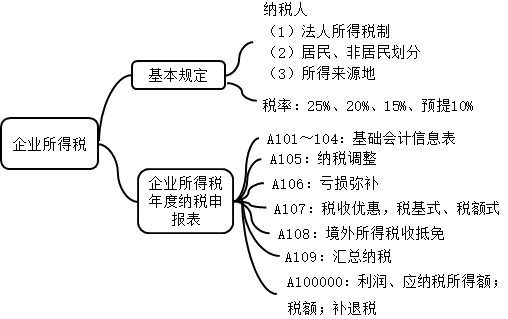 企业所得税
基本规定
纳税人
（1）法人所得税制
（2）居民、非居民划分
（3）所得来源地
税率：25%、20%、15%、预提10%
企业所得税
年度纳税申
报表
A101～104：基础会计信息表
A105：纳税调整
A106：亏损弥补
A107：税收优惠，税基式、税额式
A108：境外所得税收抵免
A109：汇总纳税
A100000：利润、应纳税所得额；
税额；补退税